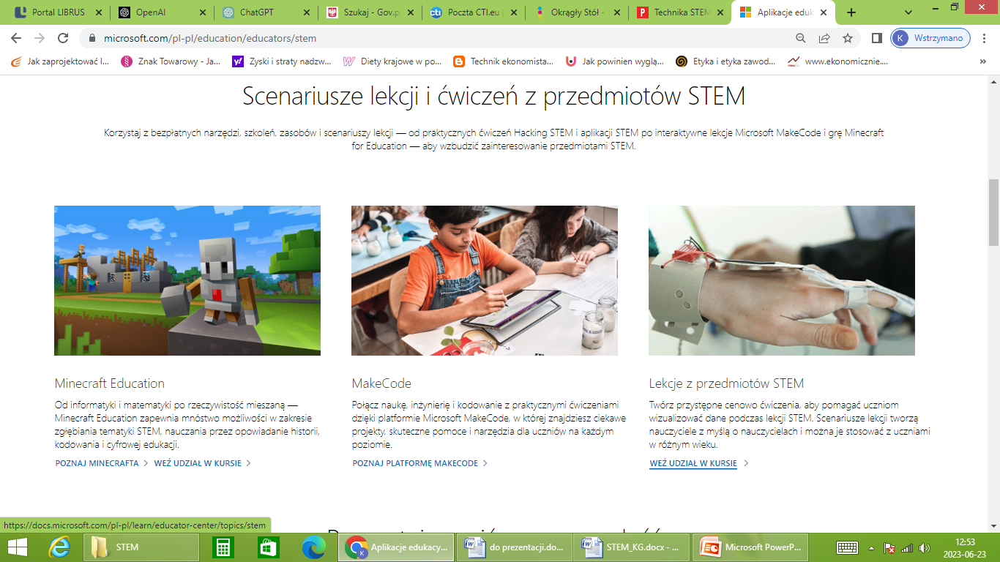 Portal LIBRUS
OpenAI
ChatGPT
Szukaj - Gov.p
Poczta CTI.eu |
Okrągły Stół -
Technika STEM
Aplikacje eduk
microsoft.com/pl-pl/education/educators/stem
K Wstrzymano
Jak zaprojektować l...
Znak Towarowy - Ja...
Zyski i straty nadzw...
Diety krajowe w po...
Technik ekonomista...
Jak powinien wyglą...
Etyka i etyka zawod...
www.ekonomicznie....
Scenariusze lekcji i ćwiczeń z przedmiotów STEM
Korzystaj z bezpłatnych narzędzi, szkoleń, zasobów i scenariuszy lekcji — od praktycznych ćwiczeń Hacking STEM i aplikacji STEM po interaktywne lekcje Microsoft MakeCode i grę Minecraft
for Education — aby wzbudzić zainteresowanie przedmiotami STEM.
Minecraft Education
Od informatyki i matematyki po rzeczywistość mieszaną —
Minecraft Education zapewnia mnóstwo możliwości w zakresie
zgłębiania tematyki STEM, nauczania przez opowiadanie historii,
kodowania i cyfrowej edukacji.
POZNAJ MINECRAFTA > WEŹ UDZIAŁ W KURSIE >
MakeCode
Połącz naukę, inżynierię i kodowanie z praktycznymi ćwiczeniami
dzięki platformie Microsoft MakeCode, w której znajdziesz ciekawe
projekty, skuteczne pomoce i narzędzia dla uczniów na każdym
poziomie.
POZNAJ PLATFORMĘ MAKECODE >
Lekcje z przedmiotów STEM
Twórz przystępne cenowo ćwiczenia, aby pomagać uczniom
wizualizować dane podczas lekcji STEM. Scenariusze lekcji tworzą
nauczyciele z myślą o nauczycielach i można je stosować z uczniami
w różnym wieku.
WEŹ UDZIAŁ W KURSIE >
https://docs.microsoft.com/pl-pl/learn/educator-center/topics/stem
STEM
Aplikacje edukacy...
do prezentacji.do...
STEM_KG.docx - ...
Microsoft PowerP...
12:53
2023-06-23